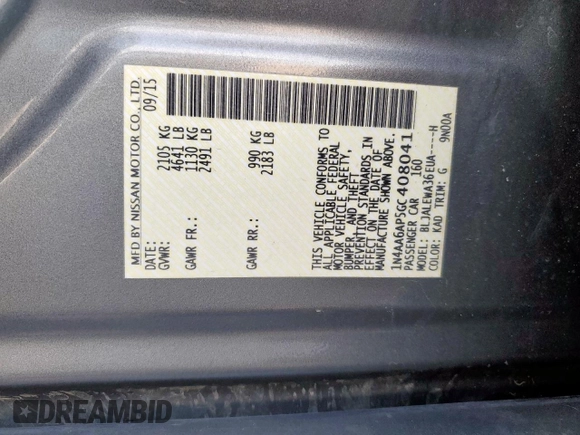 MFD BY NISSAN MOTOR CO., LTD.
DATE: 09/15
GVWR: 2105 KG
4641 LB
GAWR FR: 1130 KG
2491 LB
GAWR RR: 990 KG
2183 LB
THIS VEHICLE CONFORMS TO
ALL APPLICABLE FEDERAL
MOTOR VEHICLE SAFETY,
BUMPER, AND THEFT
PREVENTION STANDARDS IN
EFFECT ON THE DATE OF
MANUFACTURE SHOWN ABOVE.
1N4AA6AP5GC408041
PASSENGER CAR 160
MODEL: BLJALEWA36EUA----H
COLOR: KAD TRIM: G 9N00A
DREAMBID